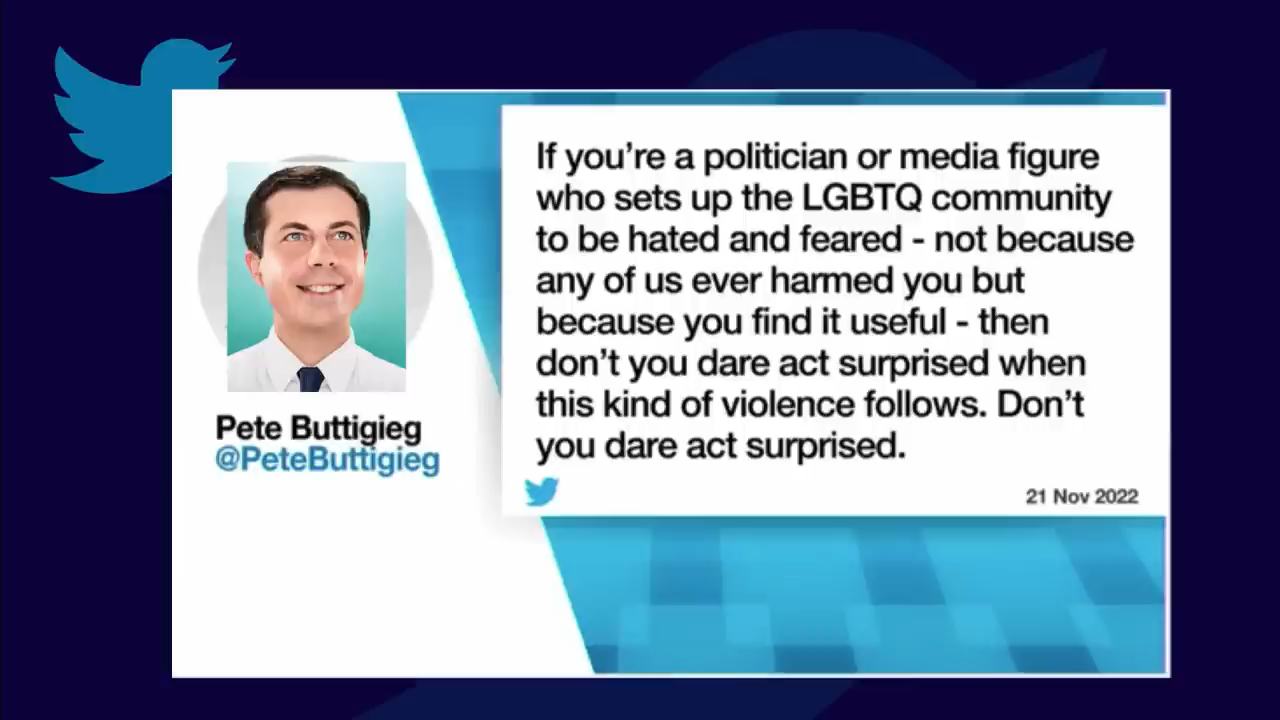 If you're a politician or media figure
who sets up the LGBTQ community
to be hated and feared - not because
any of us ever harmed you but
because you find it useful - then
don't you dare act surprised when
this kind of violence follows. Don't
you dare act surprised.
21 Nov 2022
Pete Buttigieg
@PeteButtigieg